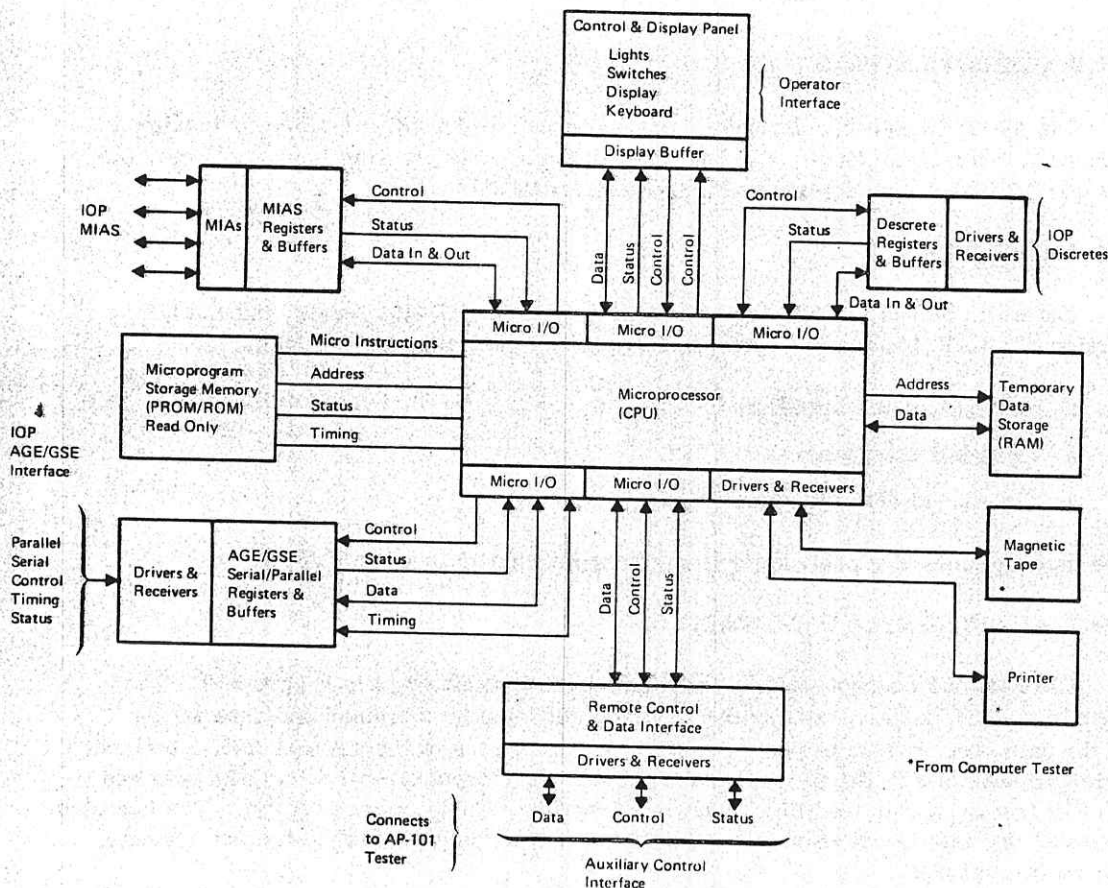 Control & Display Panel
Lights
Switches
Display
Keyboard
Operator
Interface
Display Buffer
IOP
MIAS
MIAs
MIAS
Registers
& Buffers
Control
Status
Data In & Out
Data
Status
Control
Control
Control
Status
Data In & Out
Descrete
Registers
& Buffers
Drivers &
Receivers
IOP
Discretes
Micro I/O
Micro I/O
Micro I/O
Microprogram
Storage Memory
(PROM/ROM)
Read Only
Micro Instructions
Address
Status
Timing
Microprocessor
(CPU)
Address
Data
Temporary
Data
Storage
(RAM)
IOP
AGE/GSE
Interface
Micro I/O
Micro I/O
Drivers & Receivers
Parallel
Serial
Control
Timing
Status
Drivers &
Receivers
AGE/GSE
Serial/Parallel
Registers &
Buffers
Control
Status
Data
Timing
Data
Control
Status
Magnetic
Tape
*
Printer
*
Remote Control
& Data Interface
Drivers & Receivers
*From Computer Tester
Data
Control
Status
Connects
to AP-101
Tester
Auxiliary Control
Interface